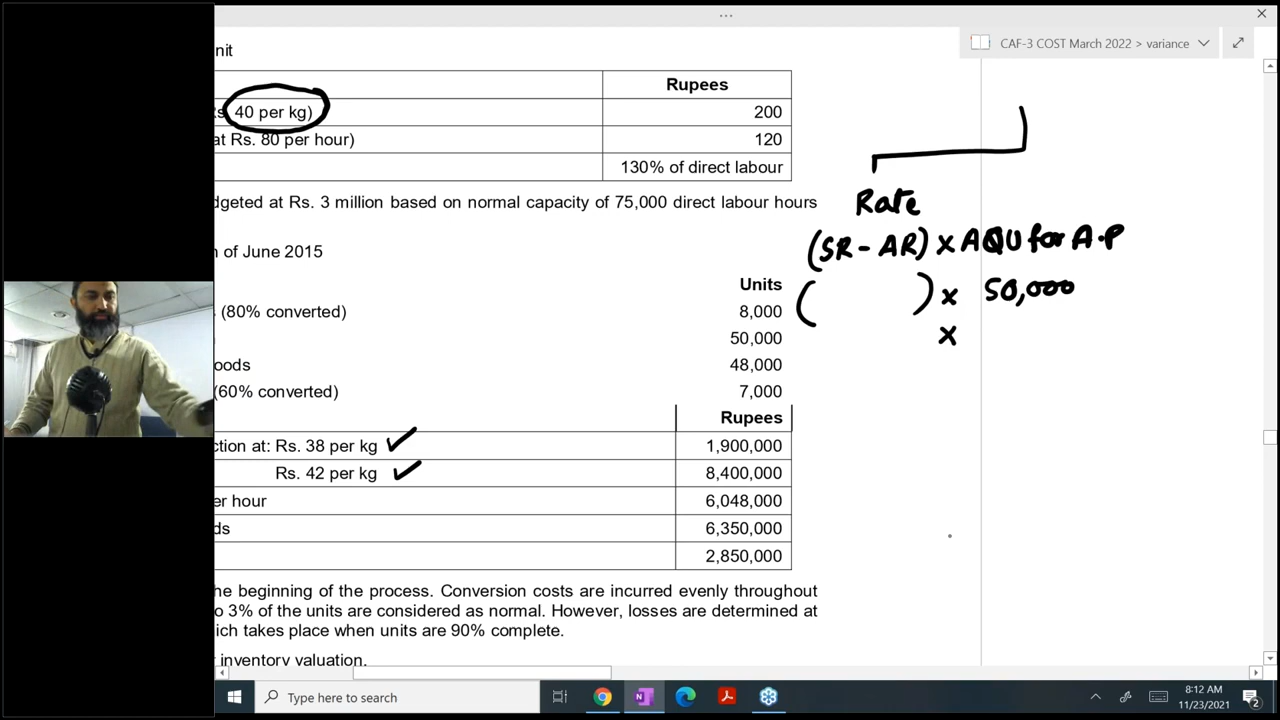 CAF-3 COST March 2022 > variance
nit
Rupees
40 per kg) 200
at Rs. 80 per hour) 120
130% of direct labour
dgeted at Rs. 3 million based on normal capacity of 75,000 direct labour hours
n of June 2015
Units
(80% converted) 8,000
50,000
oods 48,000
(60% converted) 7,000
Rupees
ction at: Rs. 38 per kg 1,900,000
Rs. 42 per kg 8,400,000
er hour 6,048,000
ds 6,350,000
2,850,000
he beginning of the process. Conversion costs are incurred evenly throughout
o 3% of the units are considered as normal. However, losses are determined at
ich takes place when units are 90% complete.
inventory valuation.
Rate
(SR - AR) x AQU for A.P
( ) x 50,000
x
Type here to search
8:12 AM
11/23/2021
2